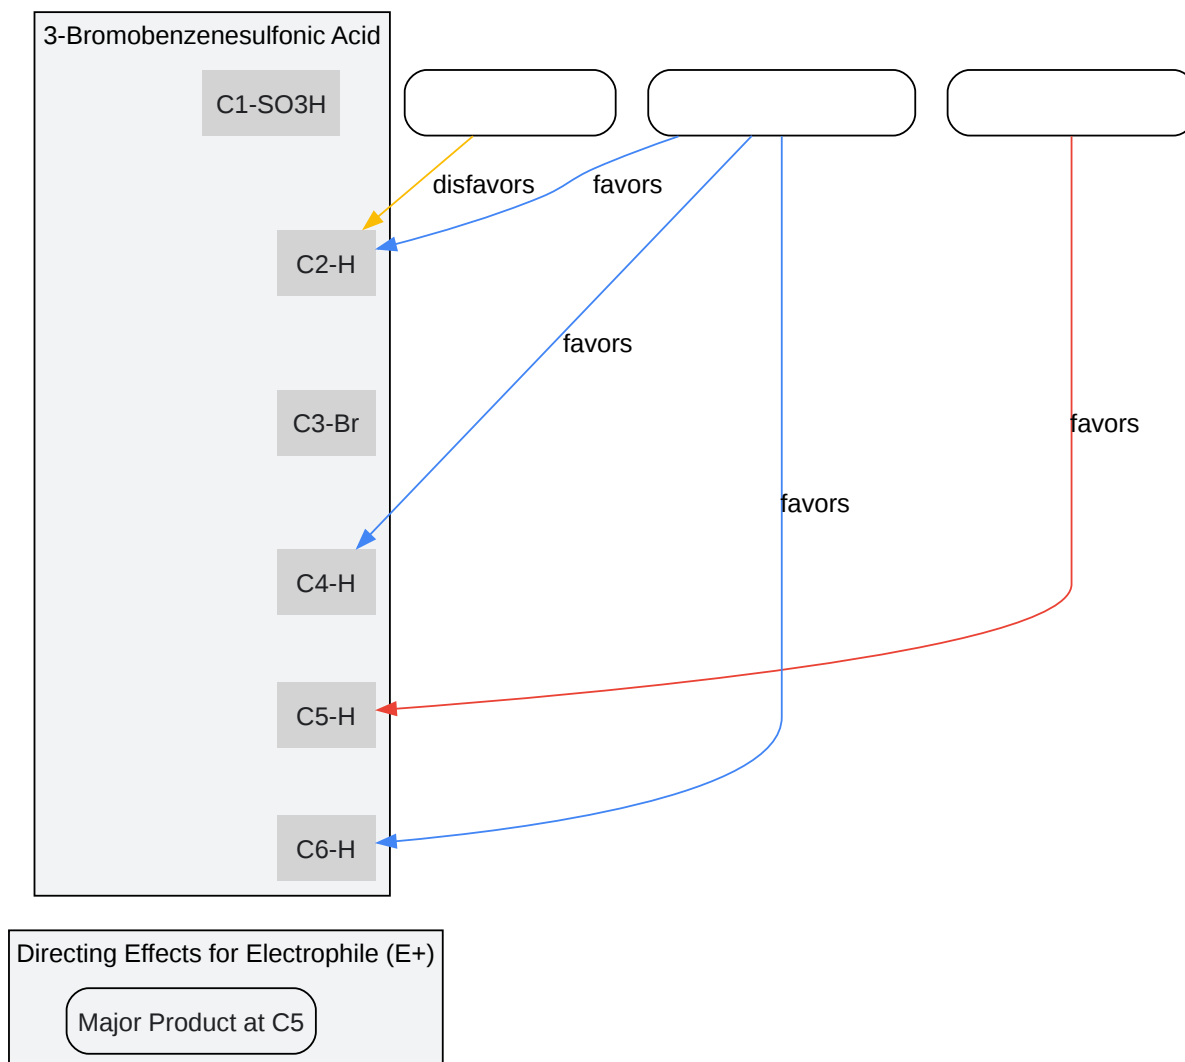 3-Bromobenzenesulfonic Acid
C1-SO3H
disfavors
favors
C2-H
favors
C3-Br
favors
favors
C4-H
C5-H
C6-H
Directing Effects for Electrophile (E+)
Major Product at C5